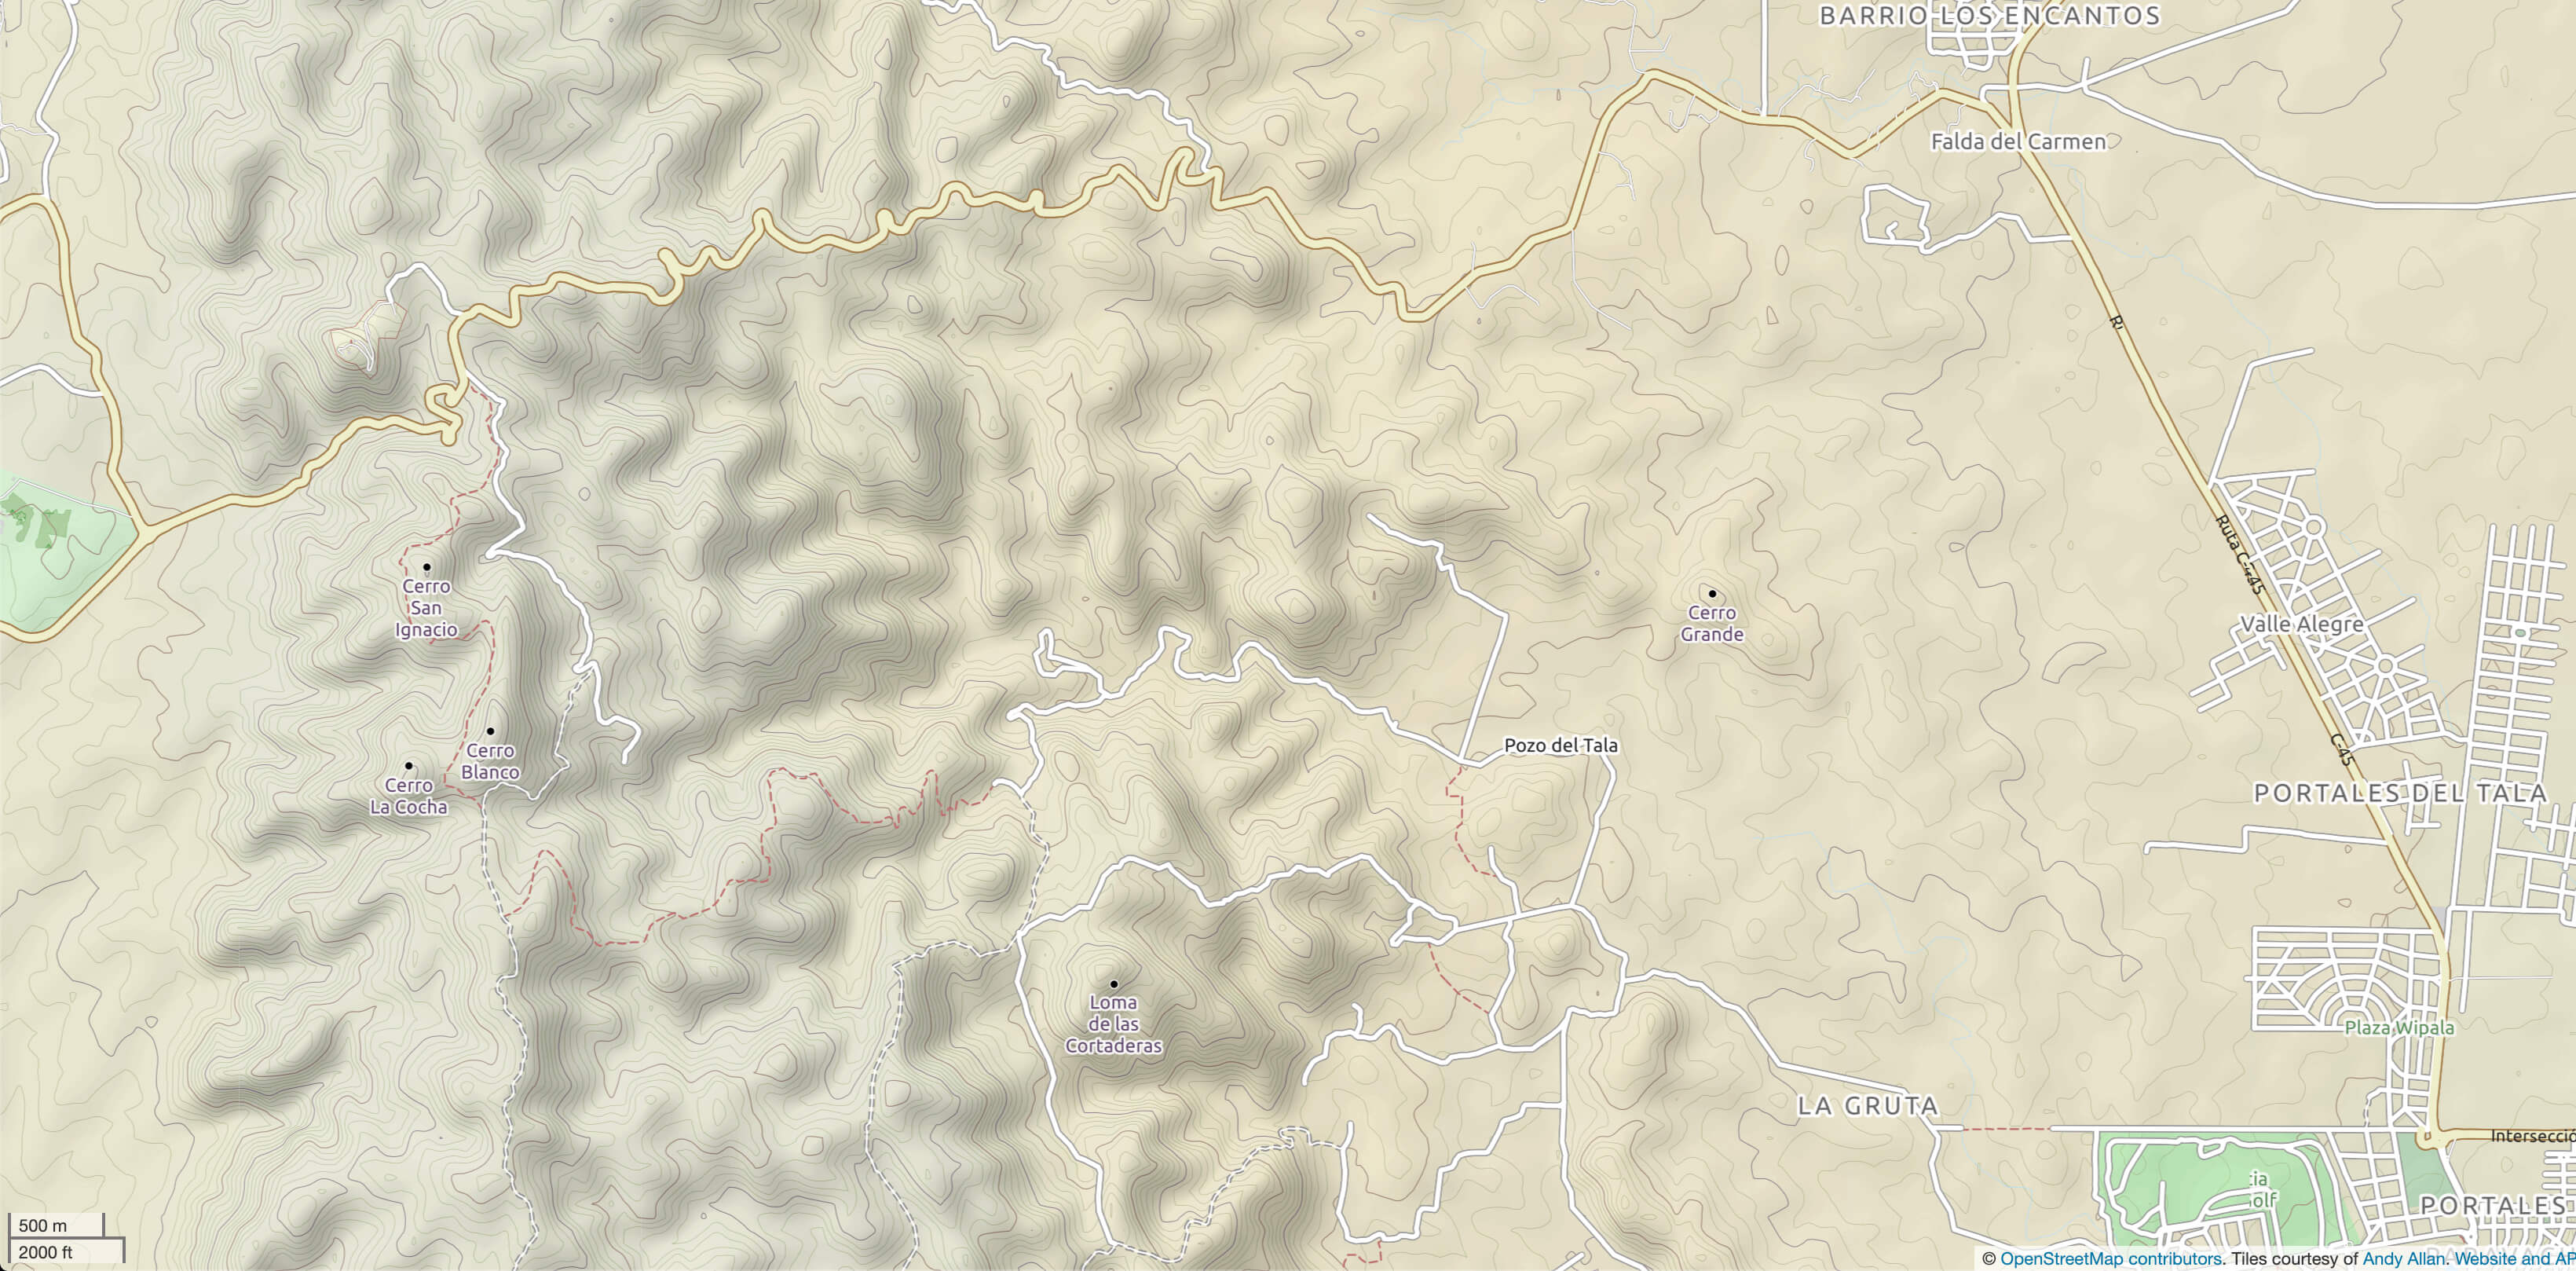 BARRIO LOS ENCANTOS
Falda del Carmen
Ruta C-45
Cerro
San
Ignacio
Cerro
Grande
Valle Alegre
Cerro
Blanco
Pozo del Tala
C-45
Cerro
La Cocha
PORTALES DEL TALA
Loma
de las
Cortaderas
Plaza Wipala
LA GRUTA
Intersecció
PORTALES
500 m
2000 ft
© OpenStreetMap contributors. Tiles courtesy of Andy Allan. Website and AP